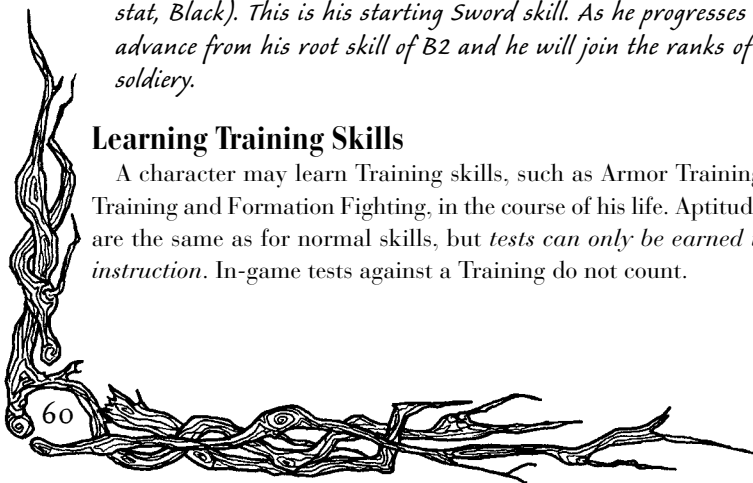 stat, Black). This is his starting Sword skill. As he progresses
advance from his root skill of B2 and he will join the ranks of
soldiery.
Learning Training Skills
A character may learn Training skills, such as Armor Training
Training and Formation Fighting, in the course of his life. Aptitud
are the same as for normal skills, but tests can only be earned
instruction. In-game tests against a Training do not count.
60